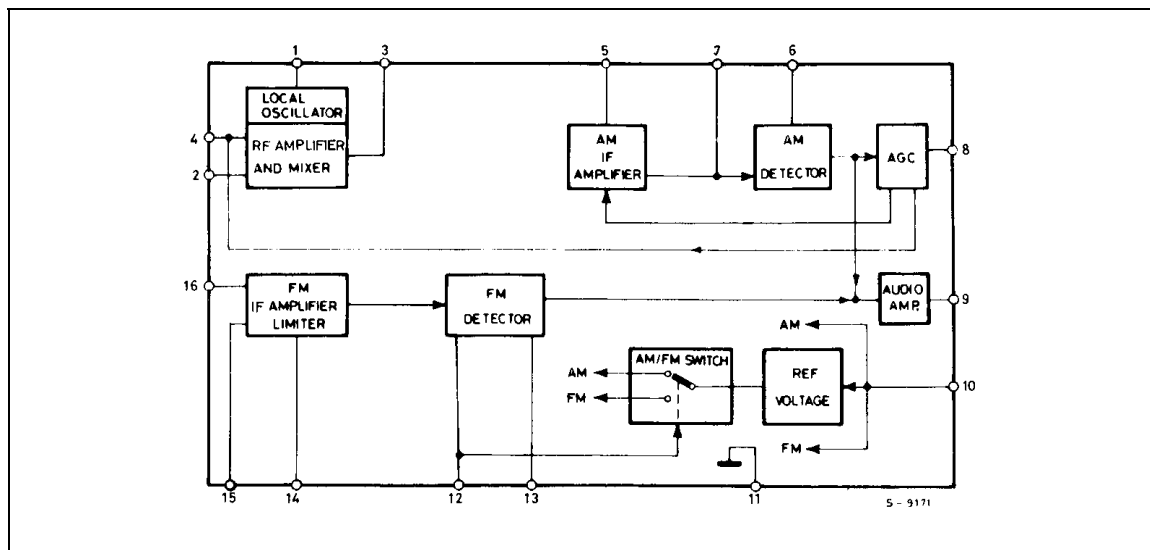 1
3
5
7
6
LOCAL
OSCILLATOR
RF AMPLIFIER
AND MIXER
4
2
AM
IF
AMPLIFIER
AM
DETECTOR
AGC
8
16
FM
IF AMPLIFIER
LIMITER
FM
DETECTOR
AUDIO
AMP.
9
AM
AM/FM SWITCH
AM
FM
REF
VOLTAGE
10
FM
15
14
12
13
11
S - 9171